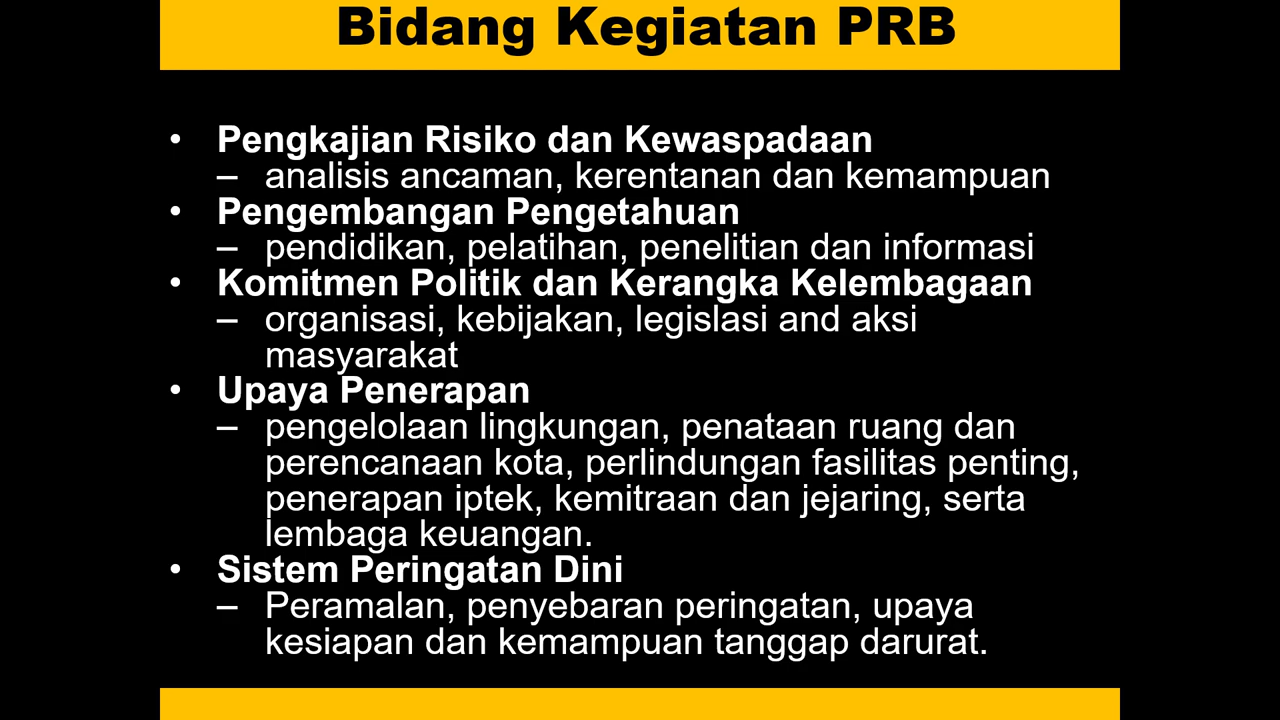 Bidang Kegiatan PRB
• Pengkajian Risiko dan Kewaspadaan
– analisis ancaman, kerentanan dan kemampuan
• Pengembangan Pengetahuan
– pendidikan, pelatihan, penelitian dan informasi
• Komitmen Politik dan Kerangka Kelembagaan
– organisasi, kebijakan, legislasi and aksi
masyarakat
• Upaya Penerapan
– pengelolaan lingkungan, penataan ruang dan
perencanaan kota, perlindungan fasilitas penting,
penerapan iptek, kemitraan dan jejaring, serta
lembaga keuangan.
• Sistem Peringatan Dini
– Peramalan, penyebaran peringatan, upaya
kesiapan dan kemampuan tanggap darurat.